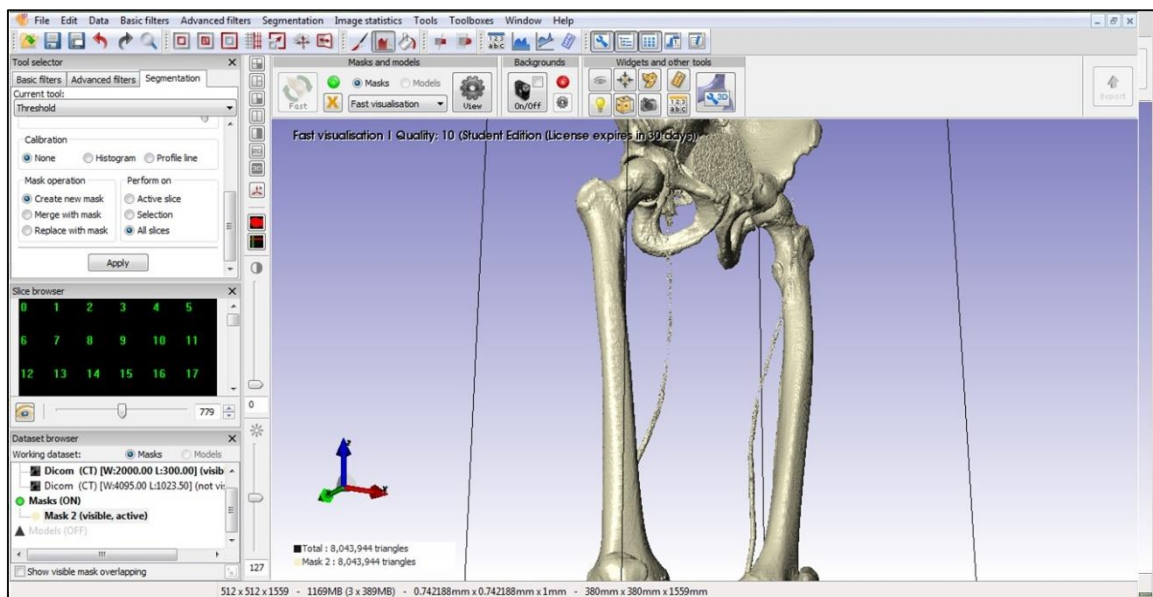 File Edit Data Basic filters Advanced filters Segmentation Image statistics Tools Toolboxes Window Help
Tool selector
Basic filters Advanced filters Segmentation
Current tool:
Threshold
Calibration
None Histogram Profile line
Mask operation Perform on
Create new mask Active slice
Merge with mask Selection
Replace with mask All slices
Apply
Slice browser
0 1 2 3 4 5
6 7 8 9 10 11
12 13 14 15 16 17
779
Dataset browser
Working dataset: Masks Models
Dicom (CT) [W:2000.00 L:300.00] (visib
Dicom (CT) [W:4095.00 L:1023.50] (not vis
Masks (ON)
Mask 2 (visible, active)
Models (OFF)
Show visible mask overlapping
0
127
Masks and models Backgrounds Widgets and other tools
Fast Masks Models
Fast visualisation View On/Off
123
abc
3D
Export
Fast visualisation | Quality: 10 (Student Edition (License expires in 30 days)
Total : 8,043,944 triangles
Mask 2 : 8,043,944 triangles
512 x 512 x 1559 - 1169MB (3 x 389MB) - 0.742188mm x 0.742188mm x 1mm - 380mm x 380mm x 1559mm